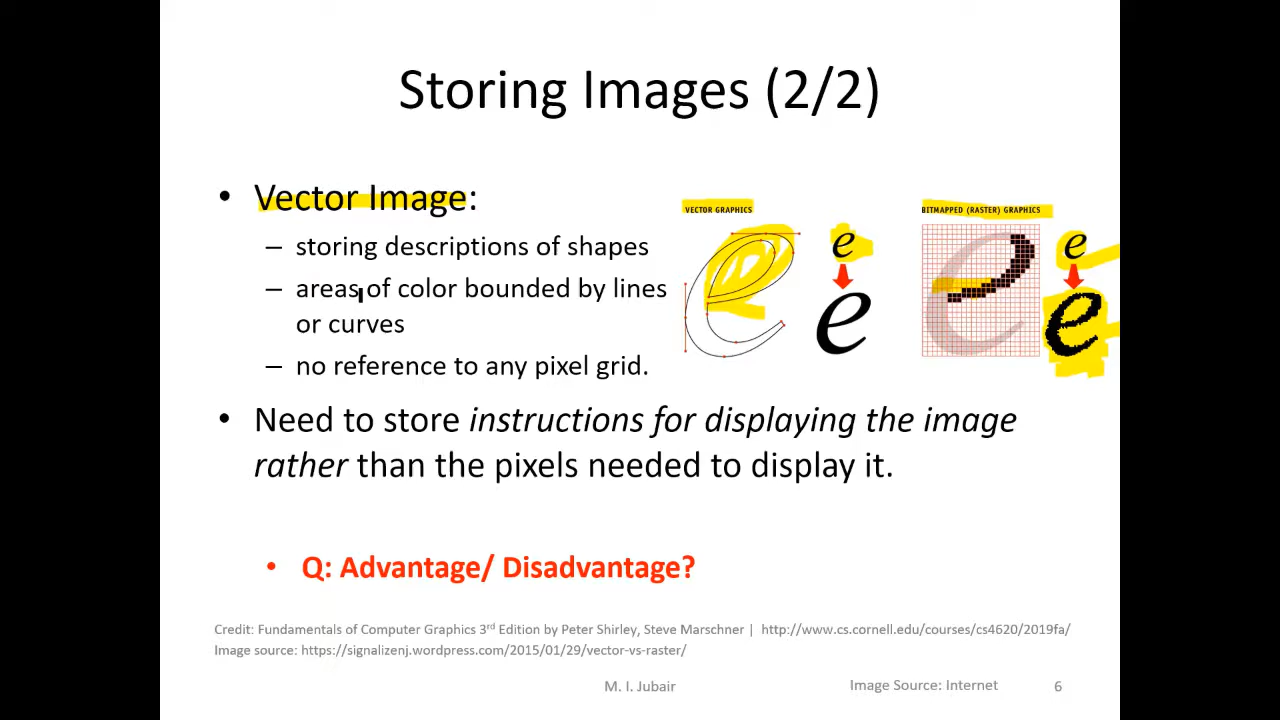 Storing Images (2/2)
• Vector Image:
– storing descriptions of shapes
– areas of color bounded by lines
or curves
– no reference to any pixel grid.
VECTOR GRAPHICS
e
e
BITMAPPED (RASTER) GRAPHICS
e
e
• Need to store instructions for displaying the image
rather than the pixels needed to display it.
• Q: Advantage/ Disadvantage?
Credit: Fundamentals of Computer Graphics 3rd Edition by Peter Shirley, Steve Marschner | http://www.cs.cornell.edu/courses/cs4620/2019fa/
Image source: https://signalizenj.wordpress.com/2015/01/29/vector-vs-raster/
M. I. Jubair
Image Source: Internet
6